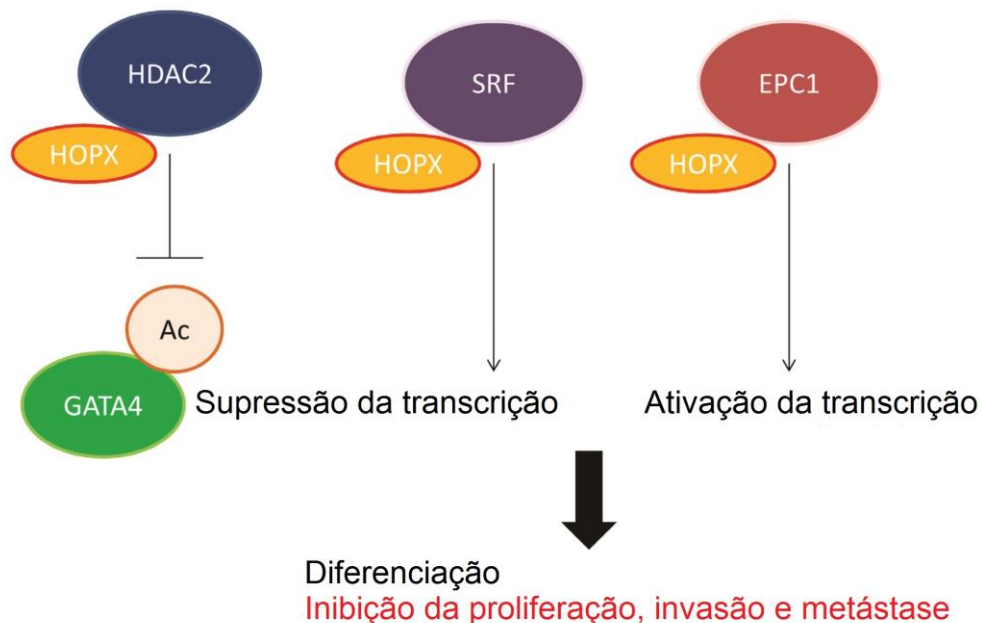 HDAC2
SRF
EPC1
HOPX
HOPX
HOPX
Ac
GATA4
Supressão da transcrição
Ativação da transcrição
Diferenciação
Inibição da proliferação, invasão e metástase